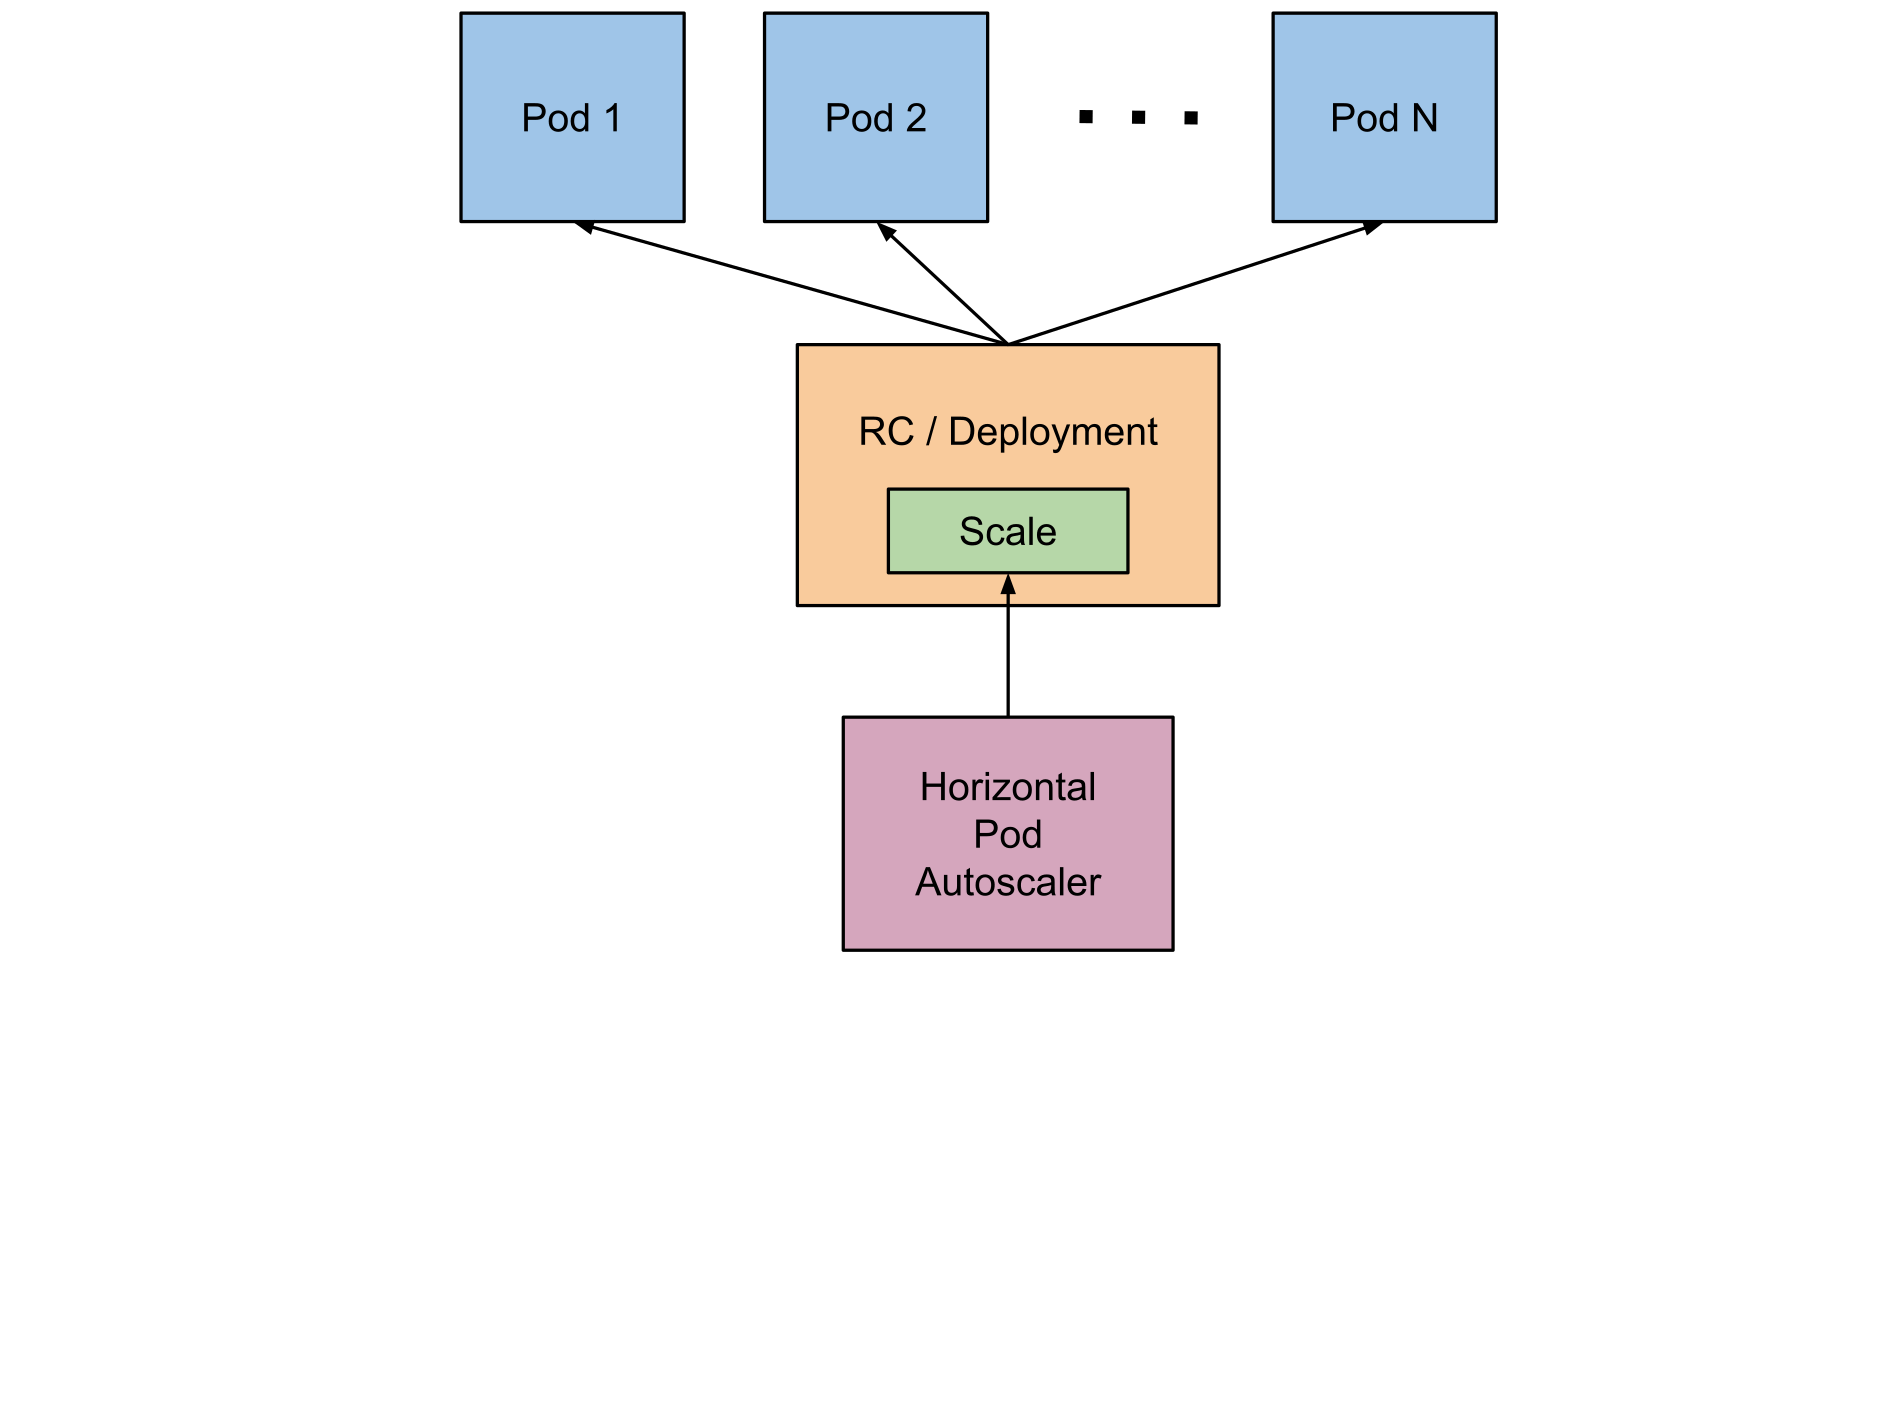 Pod 1
Pod 2
Pod N
RC / Deployment
Scale
Horizontal
Pod
Autoscaler